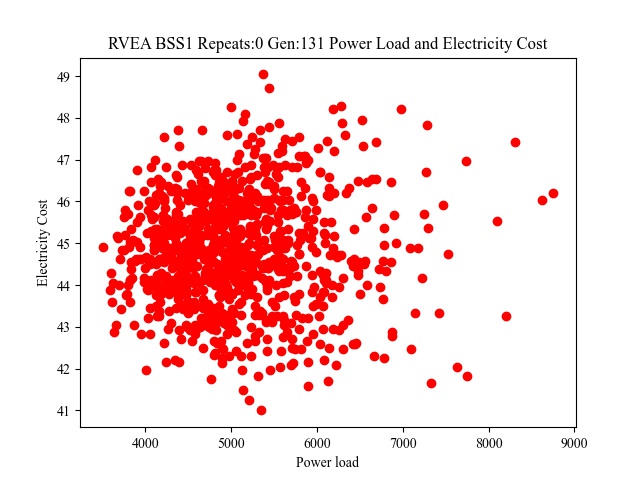 RVEA BSS1 Repeats:0 Gen:131 Power Load and Electricity Cost
49
48
47
46
45
44
43
42
41
Electricity Cost
4000 5000 6000 7000 8000 9000
Power load